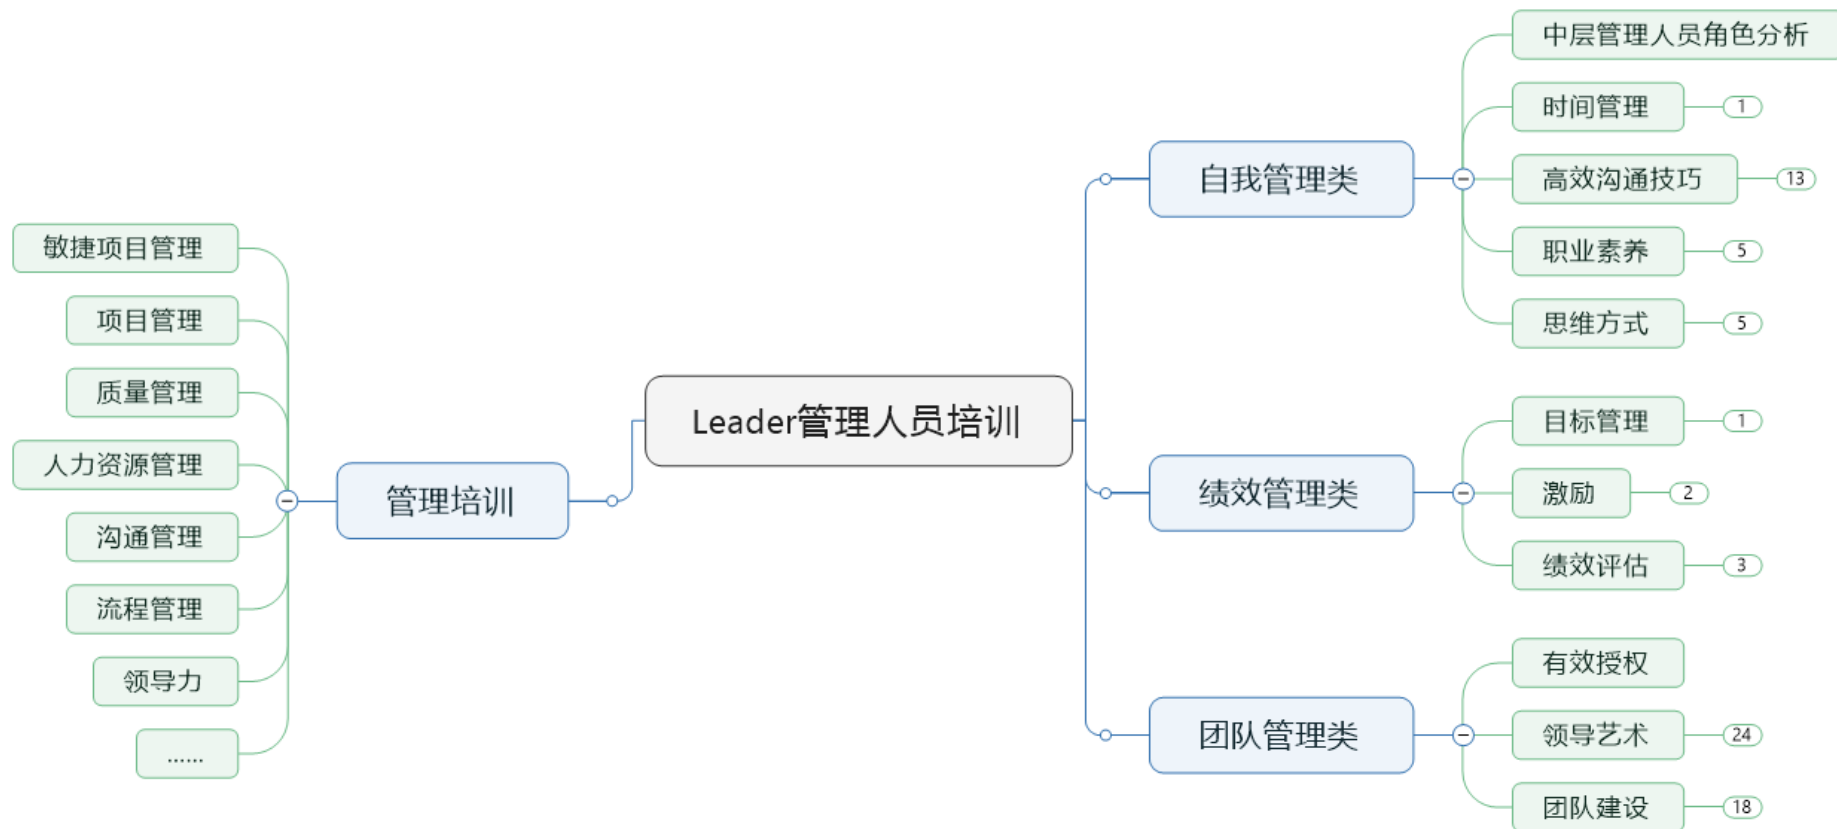 Leader管理人员培训
自我管理类
中层管理人员角色分析
时间管理
1
高效沟通技巧
13
职业素养
5
思维方式
5
绩效管理类
目标管理
1
激励
2
绩效评估
3
团队管理类
有效授权
领导艺术
24
团队建设
18
管理培训
敏捷项目管理
项目管理
质量管理
人力资源管理
沟通管理
流程管理
领导力
......